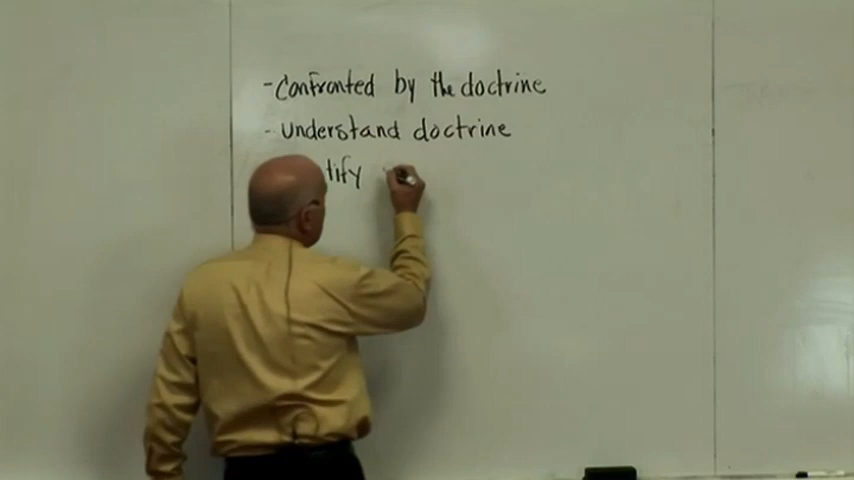 - Confronted by the doctrine
- Understand doctrine
tify